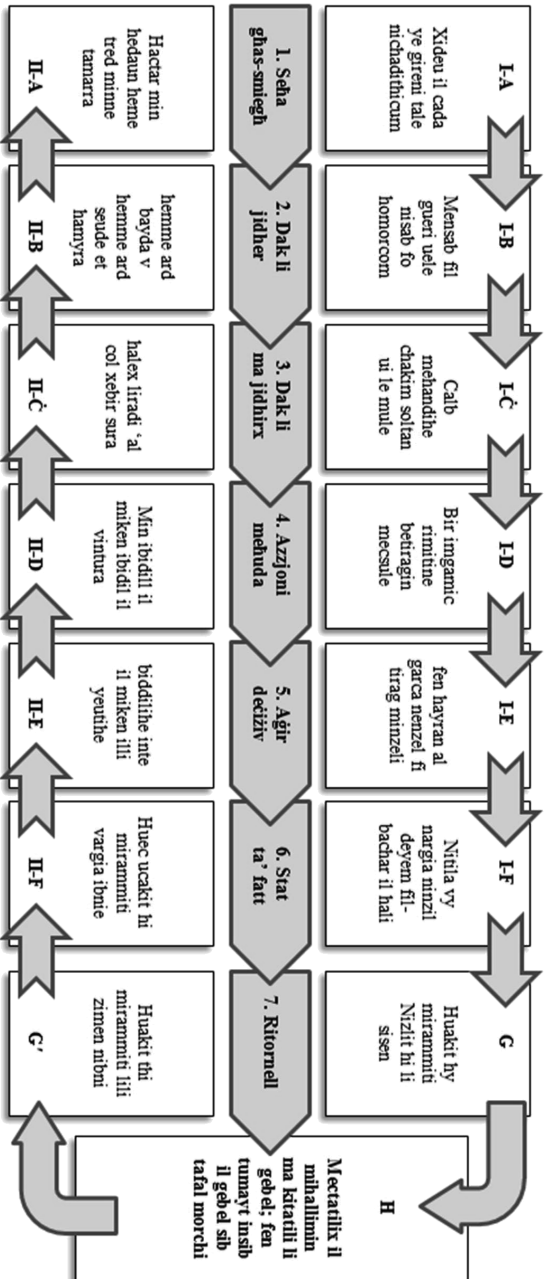 I-A
Xideu il cada
ye gireni tale
nichadithicum
I-B
Mensab fil
gueri uele
nisab fo
homorcom
I-Ċ
Calb
mehandihe
chakim soltan
ui le mule
I-D
Bir imgamic
rimitine
betiragin
mecsule
I-E
fen hayran al
garca nenzel fi
tirag minzeli
I-F
Nitila vy
nargia ninzil
deyem fil-
bachar il hali
G
Huakit hy
mirammiti
Nizlit hi li
sisen
1. Seħa
għas-smiegħ
2. Dak li
jidher
3. Dak li
ma jidhirx
4. Azzjoni
meħuda
5. Aġir
deċiżiv
6. Stat
ta’ fatt
7. Ritornell
H
Mectatilix il
mihallimin
ma kitatili li
gebel; fen
tumayt insib
il gebel sib
tafal morchi
Hactar min
hedaun heme
tred minne
tamarra
II-A
hemme ard
bayda v
hemme ard
seude et
hamyra
II-B
halex liradi ‘al
col xebir sura
II-Ċ
Min ibidill il
miken ibidil il
vintura
II-D
biddilihe inte
il miken illi
yeutihe
II-E
Huec ucakit hi
mirammiti
vargia ibnie
II-F
Huakit thi
mirammiti lili
zimen nibni
G′